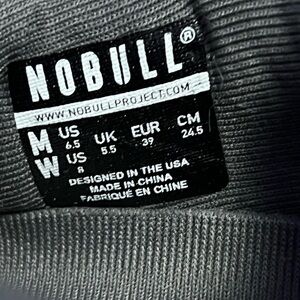 NOBULL®
WWW.NOBULLPROJECT.COM
M US UK EUR CM
6.5 5.5 39 24.5
W US
8
DESIGNED IN THE USA
MADE IN CHINA
FABRIQUÉ EN CHINE